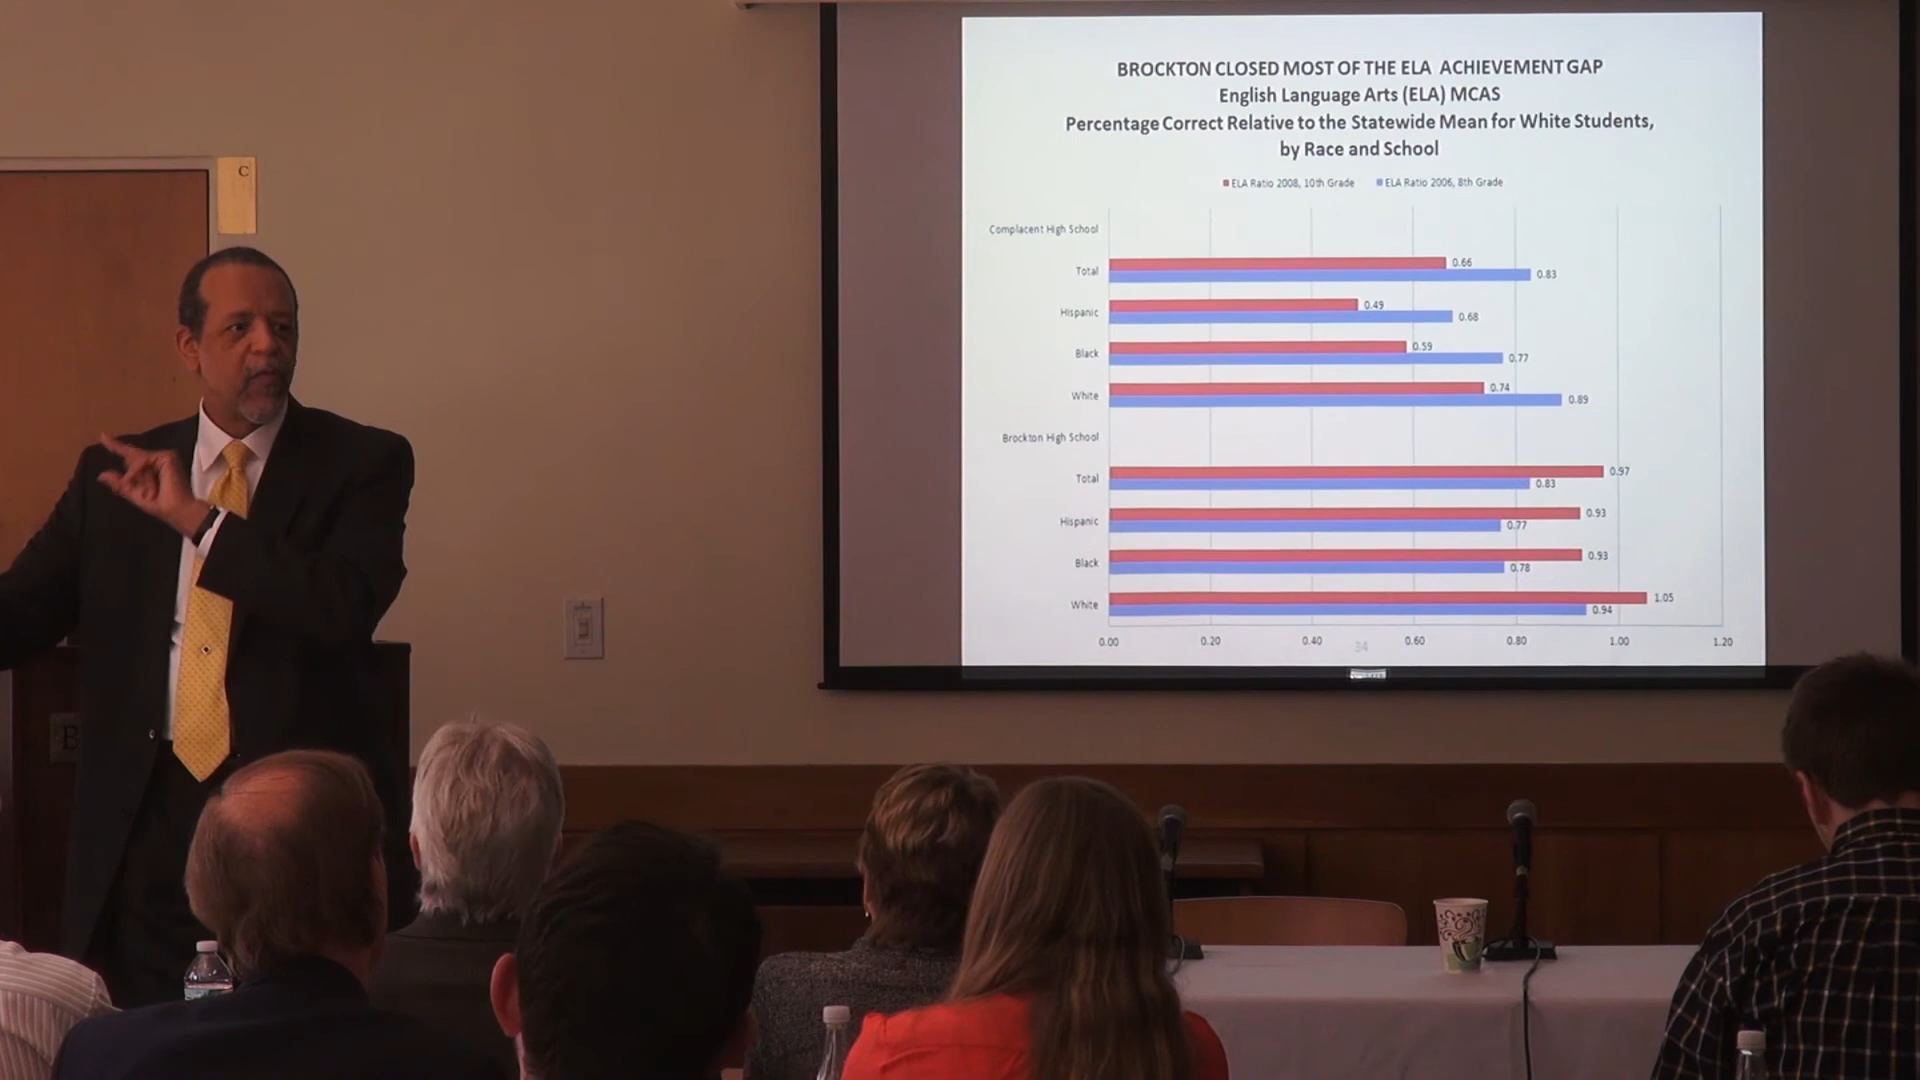 C
BROCKTON CLOSED MOST OF THE ELA ACHIEVEMENT GAP
English Language Arts (ELA) MCAS
Percentage Correct Relative to the Statewide Mean for White Students,
by Race and School
ELA Ratio 2008, 10th Grade ELA Ratio 2006, 8th Grade
Complacent High School
Total 0.66
0.83
Hispanic 0.49
0.68
Black 0.59
0.77
White 0.74
0.89
Brockton High School
Total 0.97
0.83
Hispanic 0.93
0.77
Black 0.93
0.78
White 1.05
0.94
0.00 0.20 0.40 0.60 0.80 1.00 1.20
34
B